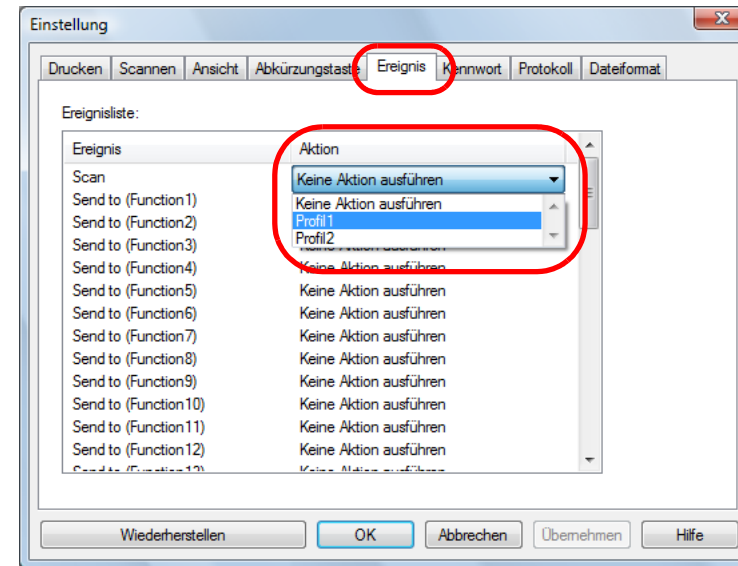 Einstellung
Drucken Scannen Ansicht Abkürzungstaste Ereignis Kennwort Protokoll Dateiformat
Ereignisliste:
Ereignis Aktion
Scan Keine Aktion ausführen
Send to (Function1) Keine Aktion ausführen
Send to (Function2) Profil1
Send to (Function3) Profil2
Send to (Function4) Keine Aktion ausführen
Send to (Function5) Keine Aktion ausführen
Send to (Function6) Keine Aktion ausführen
Send to (Function7) Keine Aktion ausführen
Send to (Function8) Keine Aktion ausführen
Send to (Function9) Keine Aktion ausführen
Send to (Function10) Keine Aktion ausführen
Send to (Function11) Keine Aktion ausführen
Send to (Function12) Keine Aktion ausführen
Wiederherstellen OK Abbrechen Übernehmen Hilfe